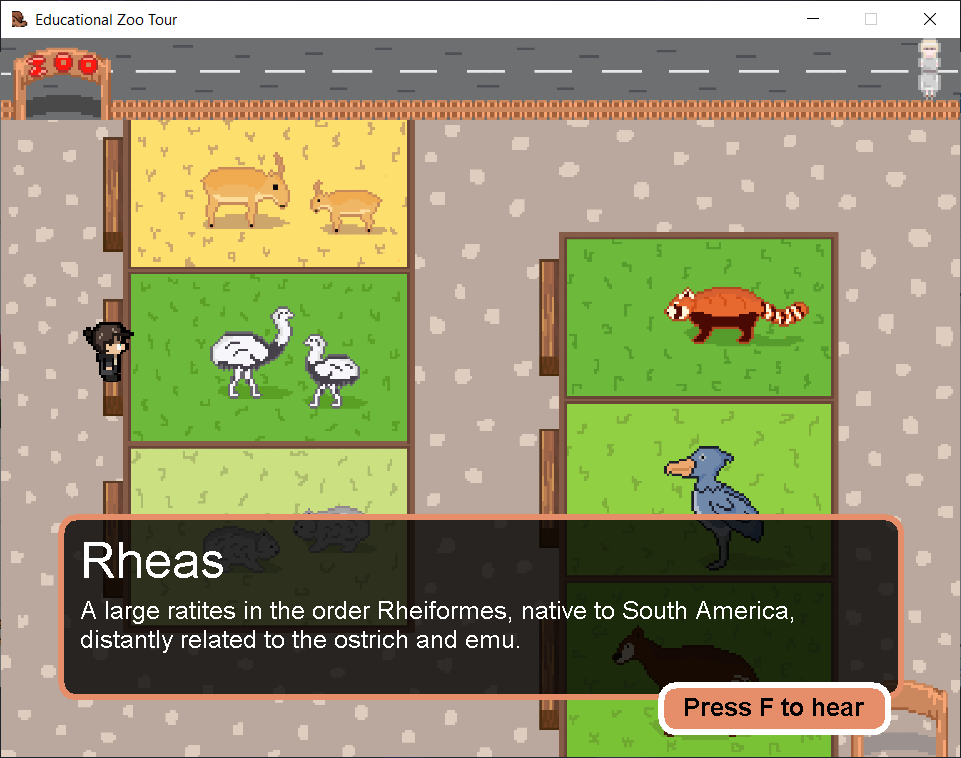 Educational Zoo Tour
ZOO
Rheas
A large ratites in the order Rheiformes, native to South America,
distantly related to the ostrich and emu.
Press F to hear